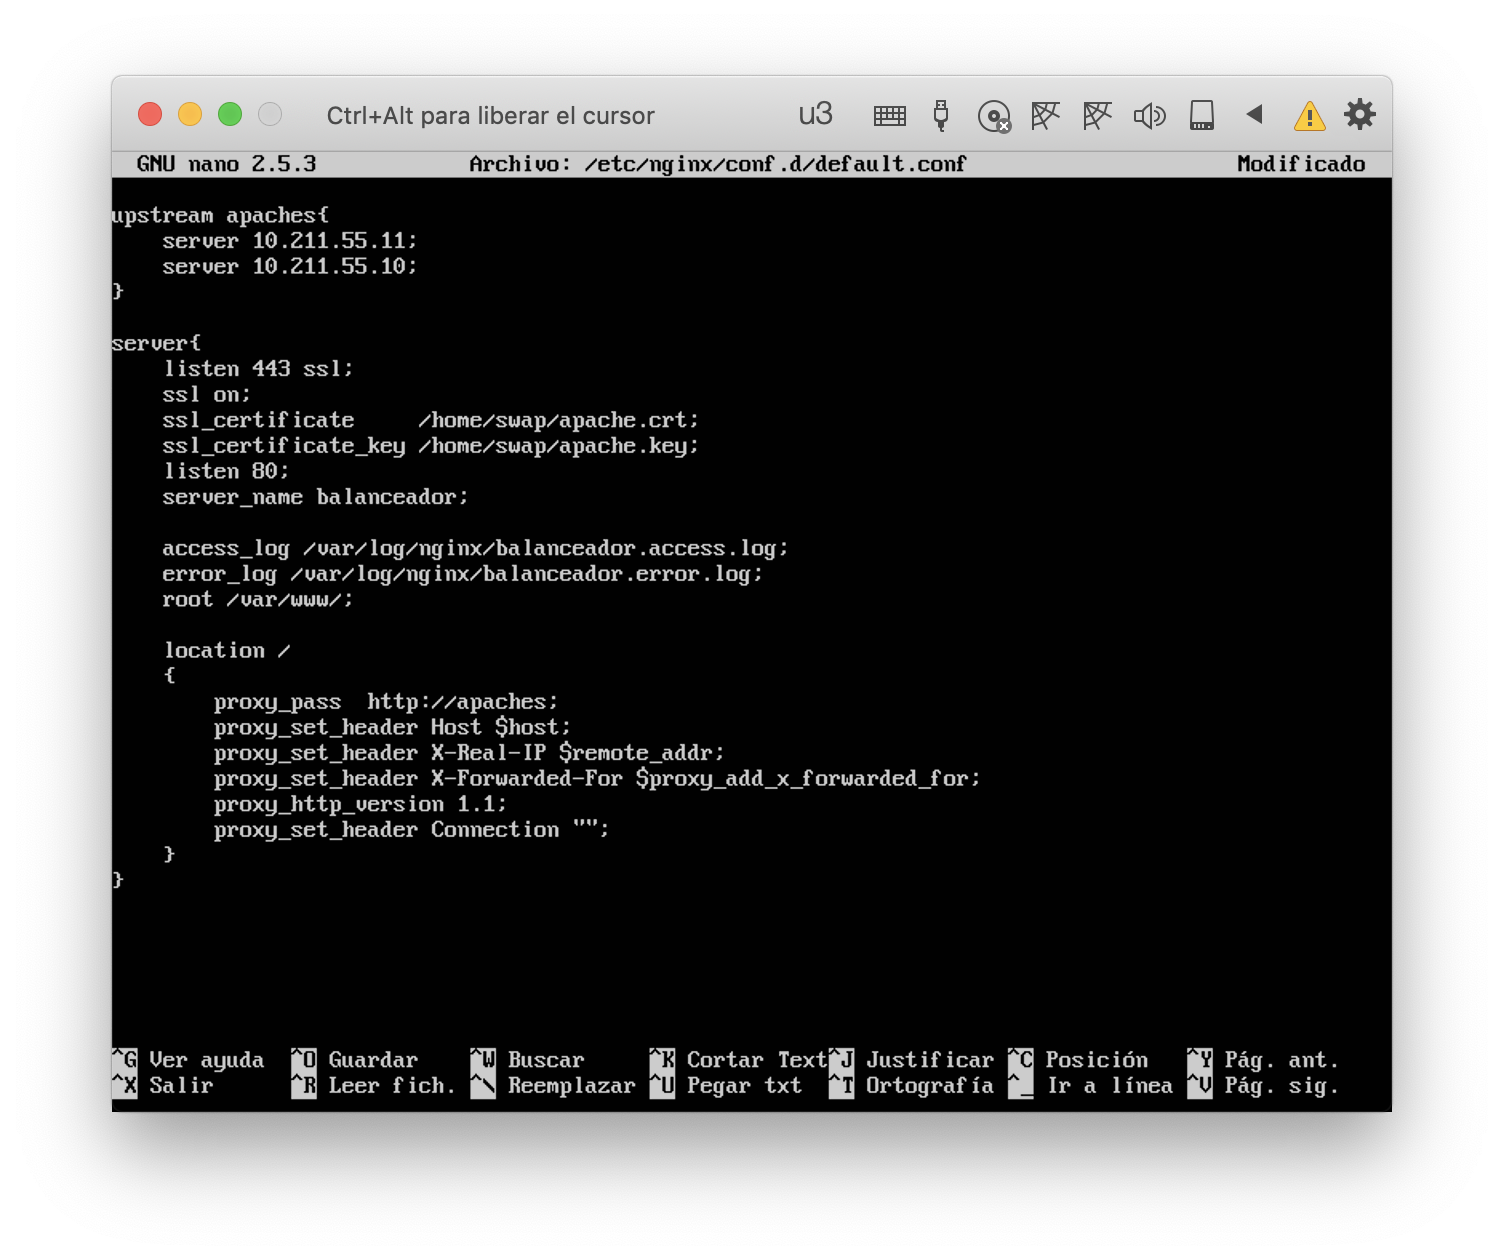 Ctrl+Alt para liberar el cursor u3
GNU nano 2.5.3 Archivo: /etc/nginx/conf.d/default.conf Modificado
upstream apaches{
    server 10.211.55.11;
    server 10.211.55.10;
}
server{
    listen 443 ssl;
    ssl on;
    ssl_certificate     /home/swap/apache.crt;
    ssl_certificate_key /home/swap/apache.key;
    listen 80;
    server_name balanceador;
    access_log /var/log/nginx/balanceador.access.log;
    error_log /var/log/nginx/balanceador.error.log;
    root /var/www/;
    location /
    {
        proxy_pass  http://apaches;
        proxy_set_header Host $host;
        proxy_set_header X-Real-IP $remote_addr;
        proxy_set_header X-Forwarded-For $proxy_add_x_forwarded_for;
        proxy_http_version 1.1;
        proxy_set_header Connection "";
    }
}
^G Ver ayuda ^O Guardar ^W Buscar ^K Cortar Text^J Justificar ^C Posición ^Y Pág. ant.
^X Salir ^R Leer fich. ^\ Reemplazar ^U Pegar txt ^T Ortografía ^_ Ir a línea ^V Pág. sig.